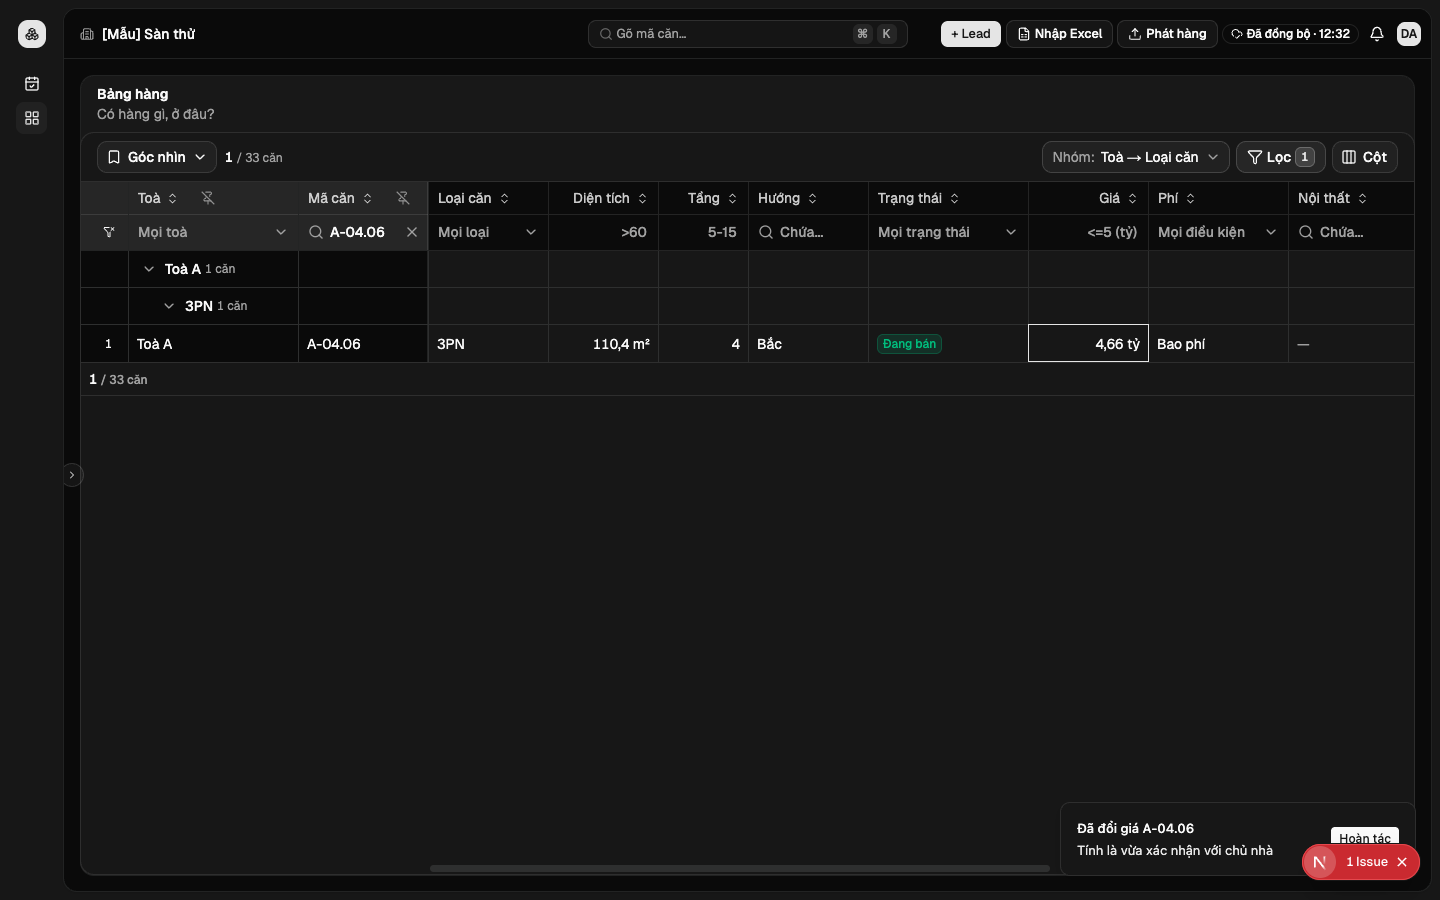 [Mẫu] Sàn thử
Gõ mã căn... ⌘ K
+ Lead
Nhập Excel
Phát hàng
Đã đồng bộ · 12:32
DA
Bảng hàng
Có hàng gì, ở đâu?
Góc nhìn
1 / 33 căn
Nhóm: Toà → Loại căn
Lọc 1
Cột
Toà Mã căn Loại căn Diện tích Tầng Hướng Trạng thái Giá Phí Nội thất
Mọi toà A-04.06 Mọi loại >60 5-15 Chứa... Mọi trạng thái <=5 (tỷ) Mọi điều kiện Chứa...
Toà A 1 căn
3PN 1 căn
1 Toà A A-04.06 3PN 110,4 m² 4 Bắc Đang bán 4,66 tỷ Bao phí —
1 / 33 căn
Đã đổi giá A-04.06
Tính là vừa xác nhận với chủ nhà
Hoàn tác
N 1 Issue